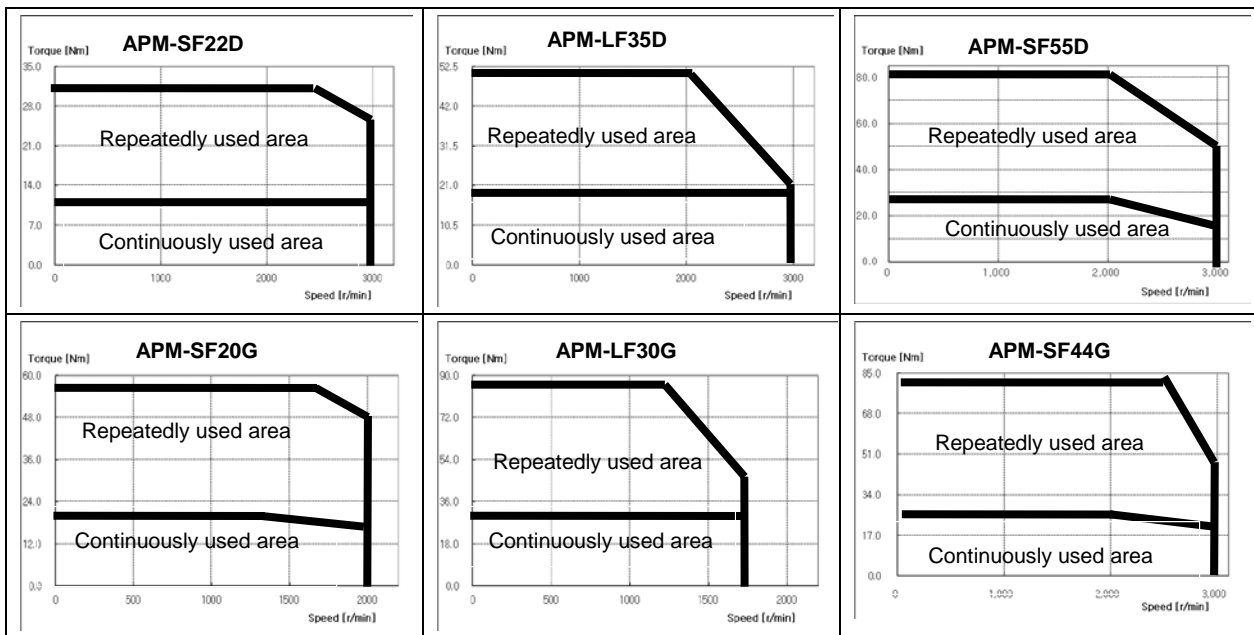 APM-SF22D
Torque [Nm]
35.0
28.0
21.0
14.0
7.0
0.0
Repeatedly used area
Continuously used area
0 1000 2000 3000
Speed [r/min]
APM-LF35D
Torque [Nm]
52.5
42.0
31.5
21.0
10.5
0.0
Repeatedly used area
Continuously used area
0 1000 2000 3000
Speed [r/min]
APM-SF55D
Torque [Nm]
80.0
60.0
40.0
20.0
0.0
Repeatedly used area
Continuously used area
0 1,000 2,000 3,000
Speed [r/min]
APM-SF20G
Torque [Nm]
60.0
48.0
36.0
24.0
12.0
0.0
Repeatedly used area
Continuously used area
0 500 1000 1500 2000
Speed [r/min]
APM-LF30G
Torque [Nm]
90.0
72.0
54.0
36.0
18.0
0.0
Repeatedly used area
Continuously used area
0 500 1000 1500 2000
Speed [r/min]
APM-SF44G
Torque [Nm]
85.0
68.0
51.0
34.0
17.0
0.0
Repeatedly used area
Continuously used area
0 1,000 2,000 3,000
Speed [r/min]